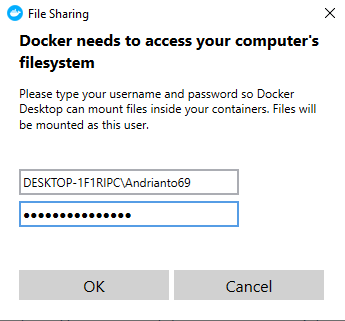 File Sharing
Docker needs to access your computer's
filesystem
Please type your username and password so Docker
Desktop can mount files inside your containers. Files will
be mounted as this user.
DESKTOP-1F1RIPC\Andrianto69
●●●●●●●●●●●●●●●
OK Cancel